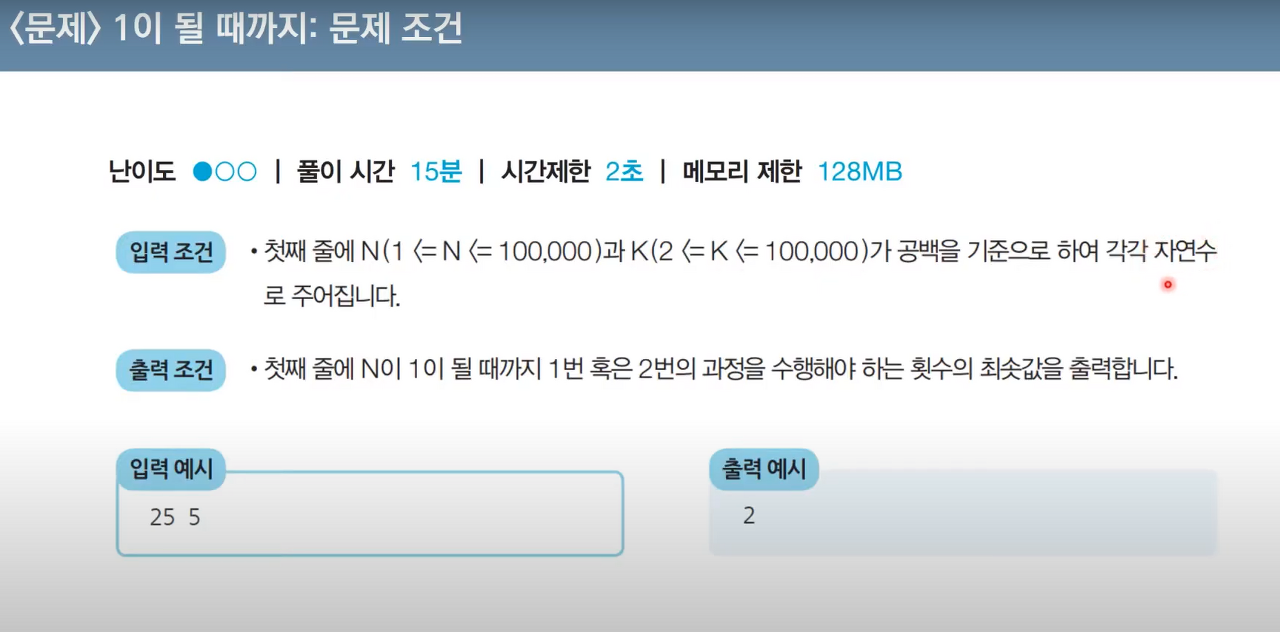 〈문제〉 1이 될 때까지: 문제 조건
난이도 ●○○ | 풀이 시간 15분 | 시간제한 2초 | 메모리 제한 128MB
입력 조건 • 첫째 줄에 N(1 <= N <= 100,000)과 K(2 <= K <= 100,000)가 공백을 기준으로 하여 각각 자연수
로 주어집니다.
출력 조건 • 첫째 줄에 N이 1이 될 때까지 1번 혹은 2번의 과정을 수행해야 하는 횟수의 최솟값을 출력합니다.
입력 예시
25 5
출력 예시
2